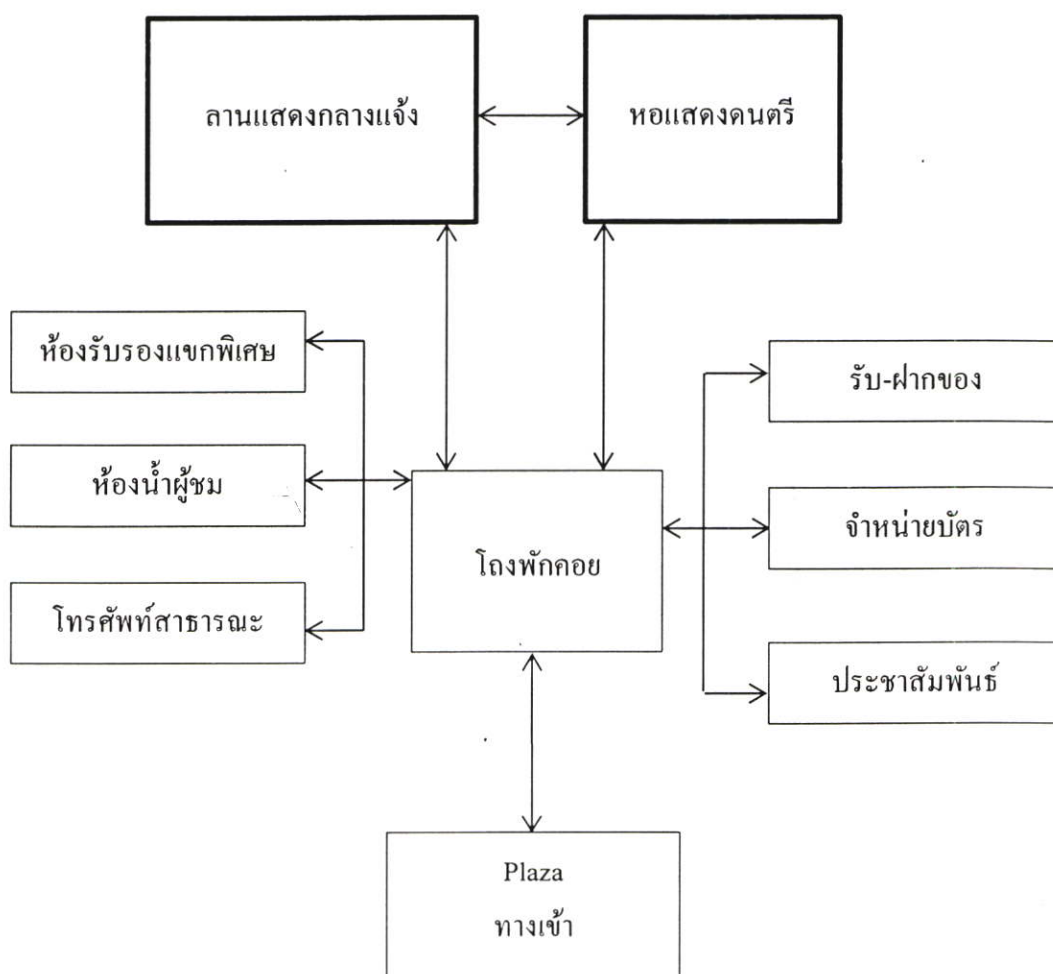 ลานแสดงกลางแจ้ง
หอแสดงดนตรี
ห้องรับรองแขกพิเศษ
รับ-ฝากของ
ห้องน้ำผู้ชม
จำหน่ายบัตร
โถงพักคอย
โทรศัพท์สาธารณะ
ประชาสัมพันธ์
Plaza
ทางเข้า